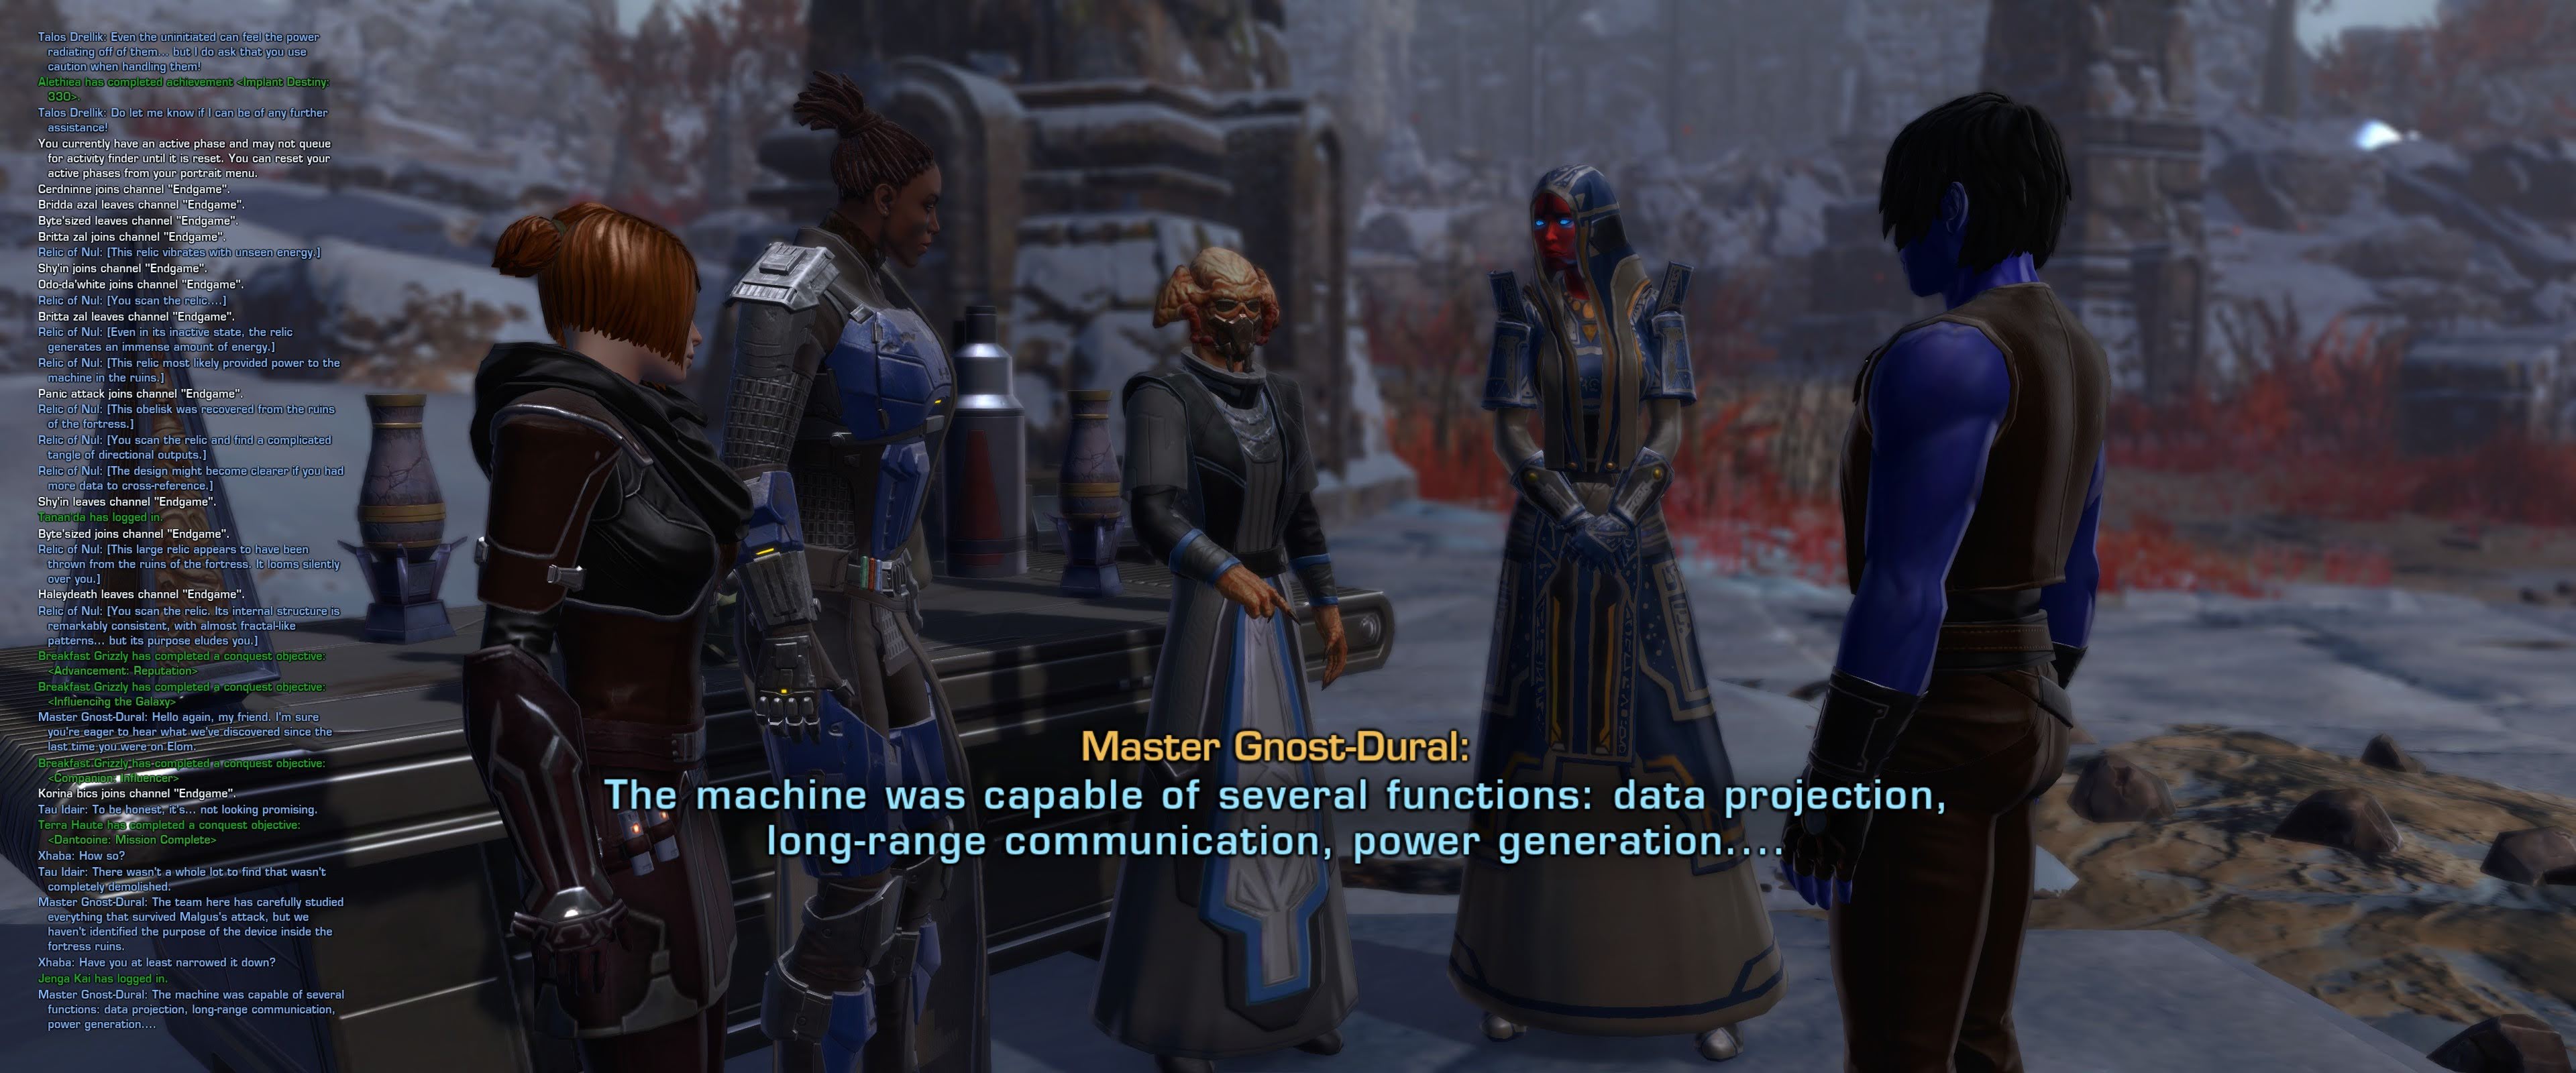 Talos Drellik: Even the uninitiated can feel the power
radiating off of them... but I do ask that you use
caution when handling them!
Alethiea has completed achievement <Implant Destiny:
330>.
Talos Drellik: Do let me know if I can be of any further
assistance!
You currently have an active phase and may not queue
for activity finder until it is reset. You can reset your
active phases from your portrait menu.
Cerdninne joins channel "Endgame".
Bridda azal leaves channel "Endgame".
Byte'sized leaves channel "Endgame".
Britta zal joins channel "Endgame".
Relic of Nul: [This relic vibrates with unseen energy.]
Shy'in joins channel "Endgame".
Odo-da'white joins channel "Endgame".
Relic of Nul: [You scan the relic....]
Britta zal leaves channel "Endgame".
Relic of Nul: [Even in its inactive state, the relic
generates an immense amount of energy.]
Relic of Nul: [This relic most likely provided power to the
machine in the ruins.]
Panic attack joins channel "Endgame".
Relic of Nul: [This obelisk was recovered from the ruins
of the fortress.]
Relic of Nul: [You scan the relic and find a complicated
tangle of directional outputs.]
Relic of Nul: [The design might become clearer if you had
more data to cross-reference.]
Shy'in leaves channel "Endgame".
Tanan'da has logged in.
Byte'sized joins channel "Endgame".
Relic of Nul: [This large relic appears to have been
thrown from the ruins of the fortress. It looms silently
over you.]
Haleydeath leaves channel "Endgame".
Relic of Nul: [You scan the relic. Its internal structure is
remarkably consistent, with almost fractal-like
patterns... but its purpose eludes you.]
Breakfast Grizzly has completed a conquest objective:
<Advancement: Reputation>
Breakfast Grizzly has completed a conquest objective:
<Influencing the Galaxy>
Master Gnost-Dural: Hello again, my friend. I'm sure
you're eager to hear what we've discovered since the
last time you were on Elom.
Breakfast Grizzly has completed a conquest objective:
<Companion: Influencer>
Korina bics joins channel "Endgame".
Tau Idair: To be honest, it's... not looking promising.
Terra Haute has completed a conquest objective:
<Dantooine: Mission Complete>
Xhaba: How so?
Tau Idair: There wasn't a whole lot to find that wasn't
completely demolished.
Master Gnost-Dural: The team here has carefully studied
everything that survived Malgus's attack, but we
haven't identified the purpose of the device inside the
fortress ruins.
Xhaba: Have you at least narrowed it down?
Jenga Kai has logged in.
Master Gnost-Dural: The machine was capable of several
functions: data projection, long-range communication,
power generation....
Master Gnost-Dural:
The machine was capable of several functions: data projection,
long-range communication, power generation....